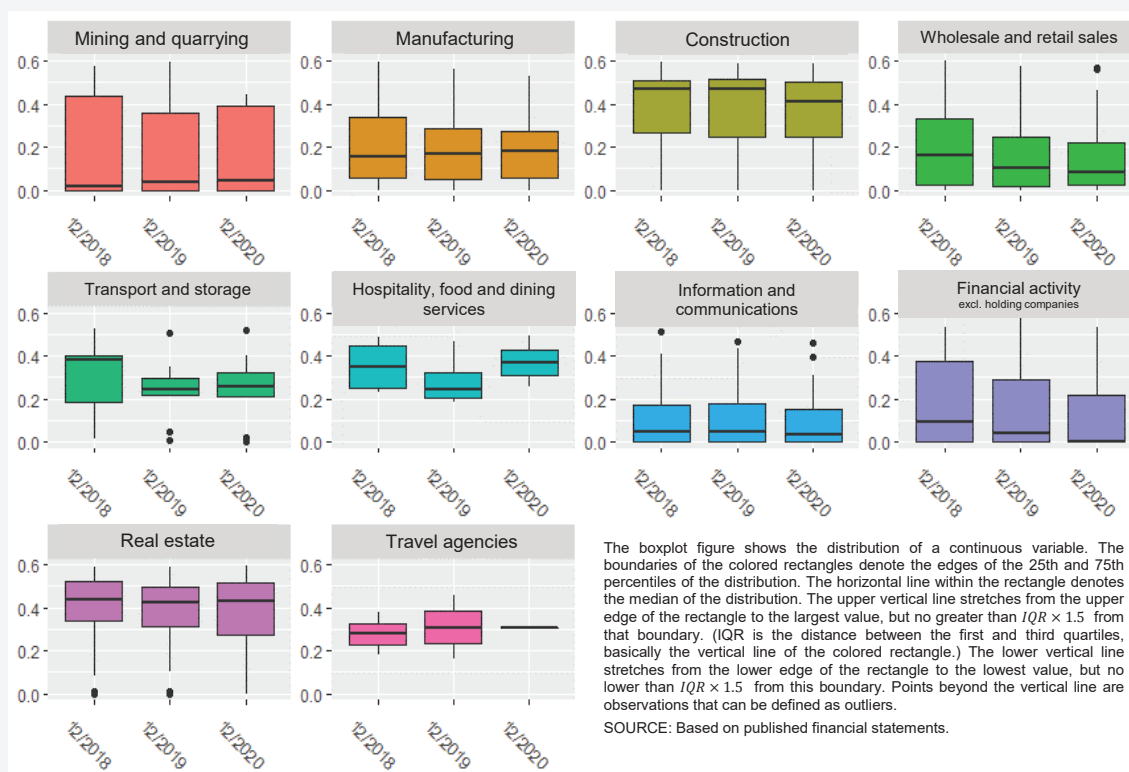 Mining and quarrying
Manufacturing
Construction
Wholesale and retail sales
0.6
0.4
0.2
0.0
0.6
0.4
0.2
0.0
0.6
0.4
0.2
0.0
0.6
0.4
0.2
0.0
12/2018
12/2019
12/2020
12/2018
12/2019
12/2020
12/2018
12/2019
12/2020
12/2018
12/2019
12/2020
Transport and storage
Hospitality, food and dining
services
Information and
communications
Financial activity
excl. holding companies
0.6
0.4
0.2
0.0
0.6
0.4
0.2
0.0
0.6
0.4
0.2
0.0
0.6
0.4
0.2
0.0
12/2018
12/2019
12/2020
12/2018
12/2019
12/2020
12/2018
12/2019
12/2020
12/2018
12/2019
12/2020
Real estate
Travel agencies
0.6
0.4
0.2
0.0
0.6
0.4
0.2
0.0
12/2018
12/2019
12/2020
12/2018
12/2019
12/2020
The boxplot figure shows the distribution of a continuous variable. The
boundaries of the colored rectangles denote the edges of the 25th and 75th
percentiles of the distribution. The horizontal line within the rectangle denotes
the median of the distribution. The upper vertical line stretches from the upper
edge of the rectangle to the largest value, but no greater than IQR × 1.5 from
that boundary. (IQR is the distance between the first and third quartiles,
basically the vertical line of the colored rectangle.) The lower vertical line
stretches from the lower edge of the rectangle to the lowest value, but no
lower than IQR × 1.5 from this boundary. Points beyond the vertical line are
observations that can be defined as outliers.
SOURCE: Based on published financial statements.